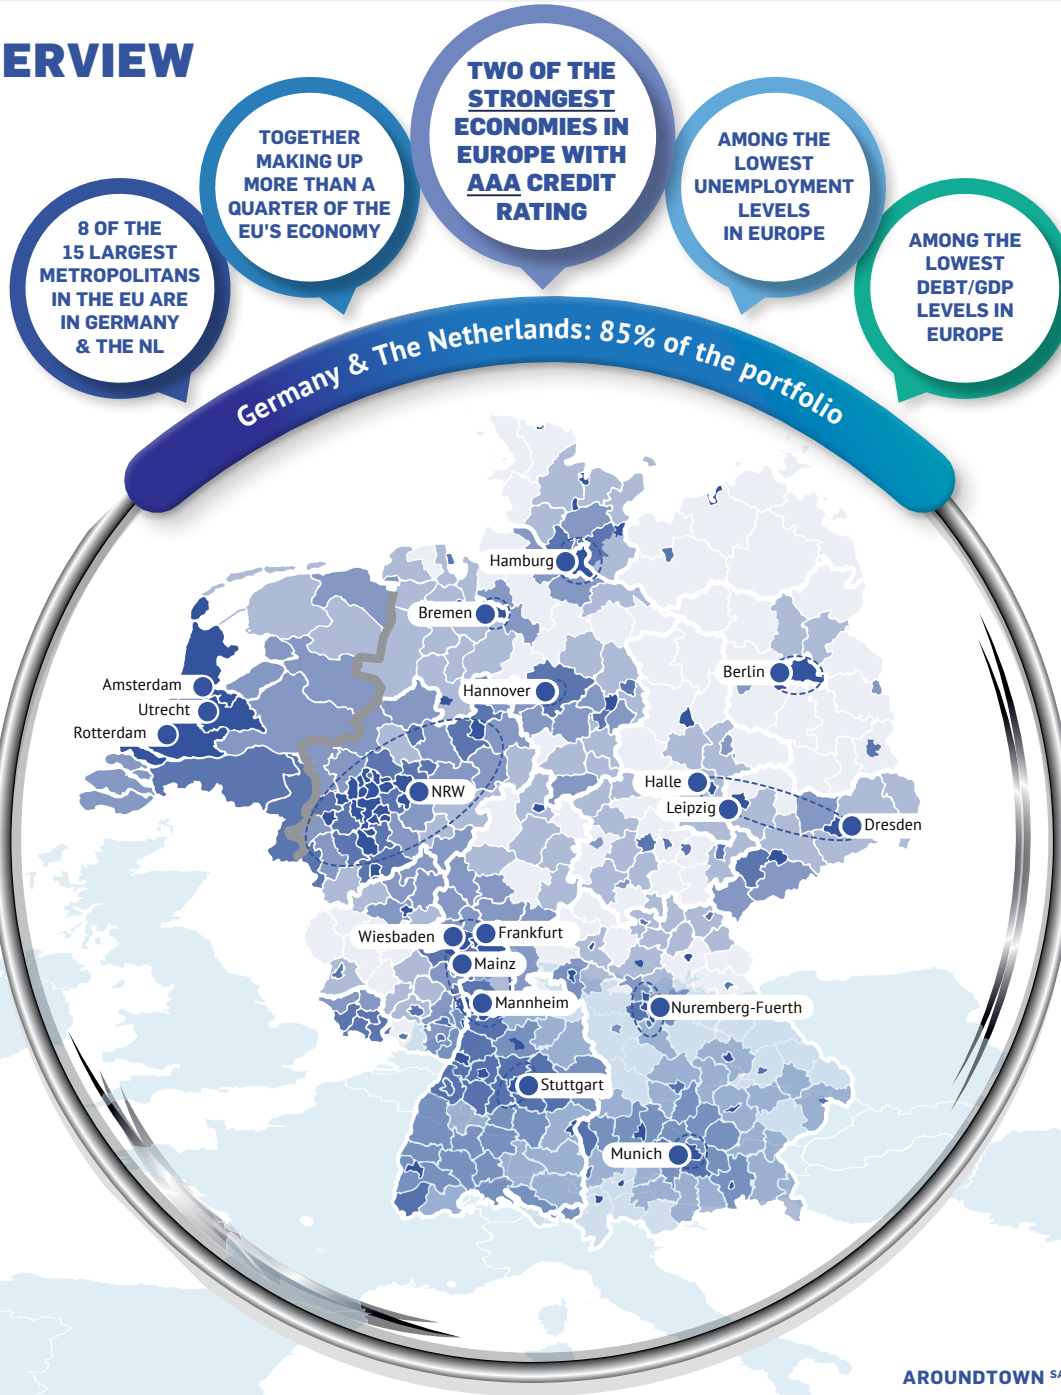 ERVIEW
8 OF THE
15 LARGEST
METROPOLITANS
IN THE EU ARE
IN GERMANY
& THE NL
TOGETHER
MAKING UP
MORE THAN A
QUARTER OF THE
EU'S ECONOMY
TWO OF THE
STRONGEST
ECONOMIES IN
EUROPE WITH
AAA CREDIT
RATING
AMONG THE
LOWEST
UNEMPLOYMENT
LEVELS
IN EUROPE
AMONG THE
LOWEST
DEBT/GDP
LEVELS IN
EUROPE
Germany & The Netherlands: 85% of the portfolio
Hamburg
Bremen
Berlin
Amsterdam
Hannover
Utrecht
Rotterdam
Halle
NRW
Leipzig
Dresden
Wiesbaden
Frankfurt
Mainz
Mannheim
Nuremberg-Fuerth
Stuttgart
Munich
AROUNDTOWN